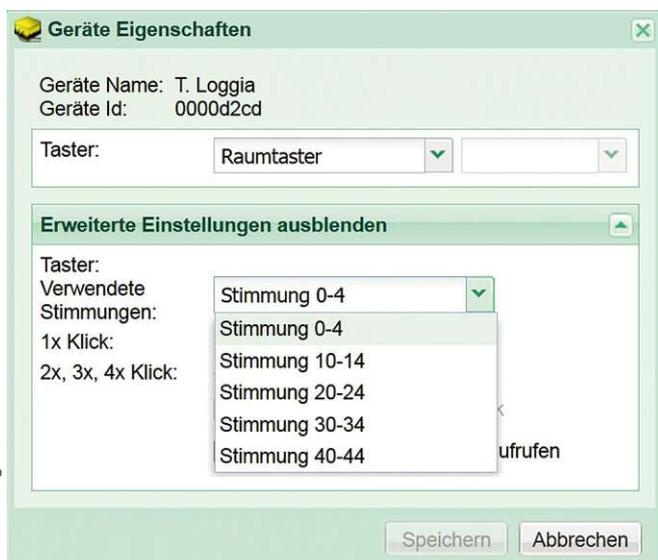 Geräte Eigenschaften
Geräte Name: T. Loggia
Geräte Id: 0000d2cd
Taster: Raumtaster
Erweiterte Einstellungen ausblenden
Taster:
Verwendete
Stimmungen: Stimmung 0-4
Stimmung 0-4
1x Klick:
Stimmung 10-14
2x, 3x, 4x Klick:
Stimmung 20-24
Stimmung 30-34
Stimmung 40-44
ufrufen
Speichern Abbrechen